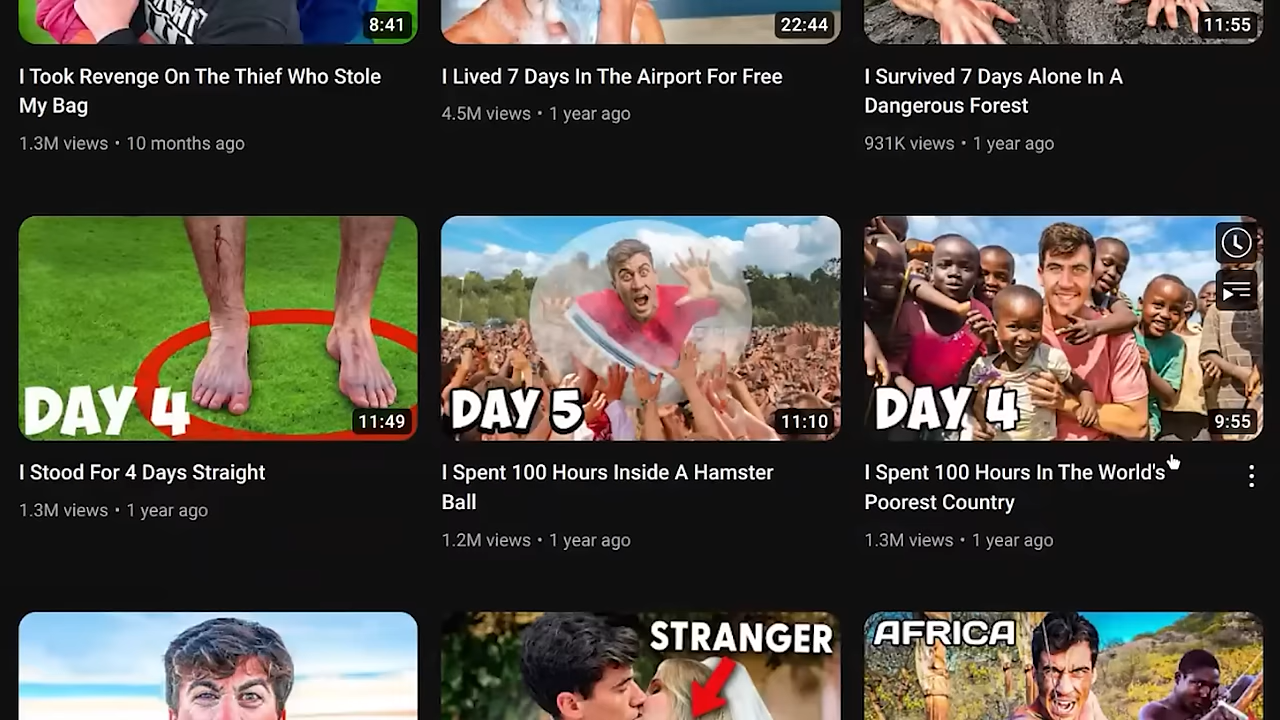 8:41
22:44
11:55
I Took Revenge On The Thief Who Stole
My Bag
1.3M views • 10 months ago
I Lived 7 Days In The Airport For Free
4.5M views • 1 year ago
I Survived 7 Days Alone In A
Dangerous Forest
931K views • 1 year ago
DAY 4
11:49
DAY 5
11:10
DAY 4
9:55
I Stood For 4 Days Straight
1.3M views • 1 year ago
I Spent 100 Hours Inside A Hamster
Ball
1.2M views • 1 year ago
I Spent 100 Hours In The World's
Poorest Country
1.3M views • 1 year ago
STRANGER
AFRICA